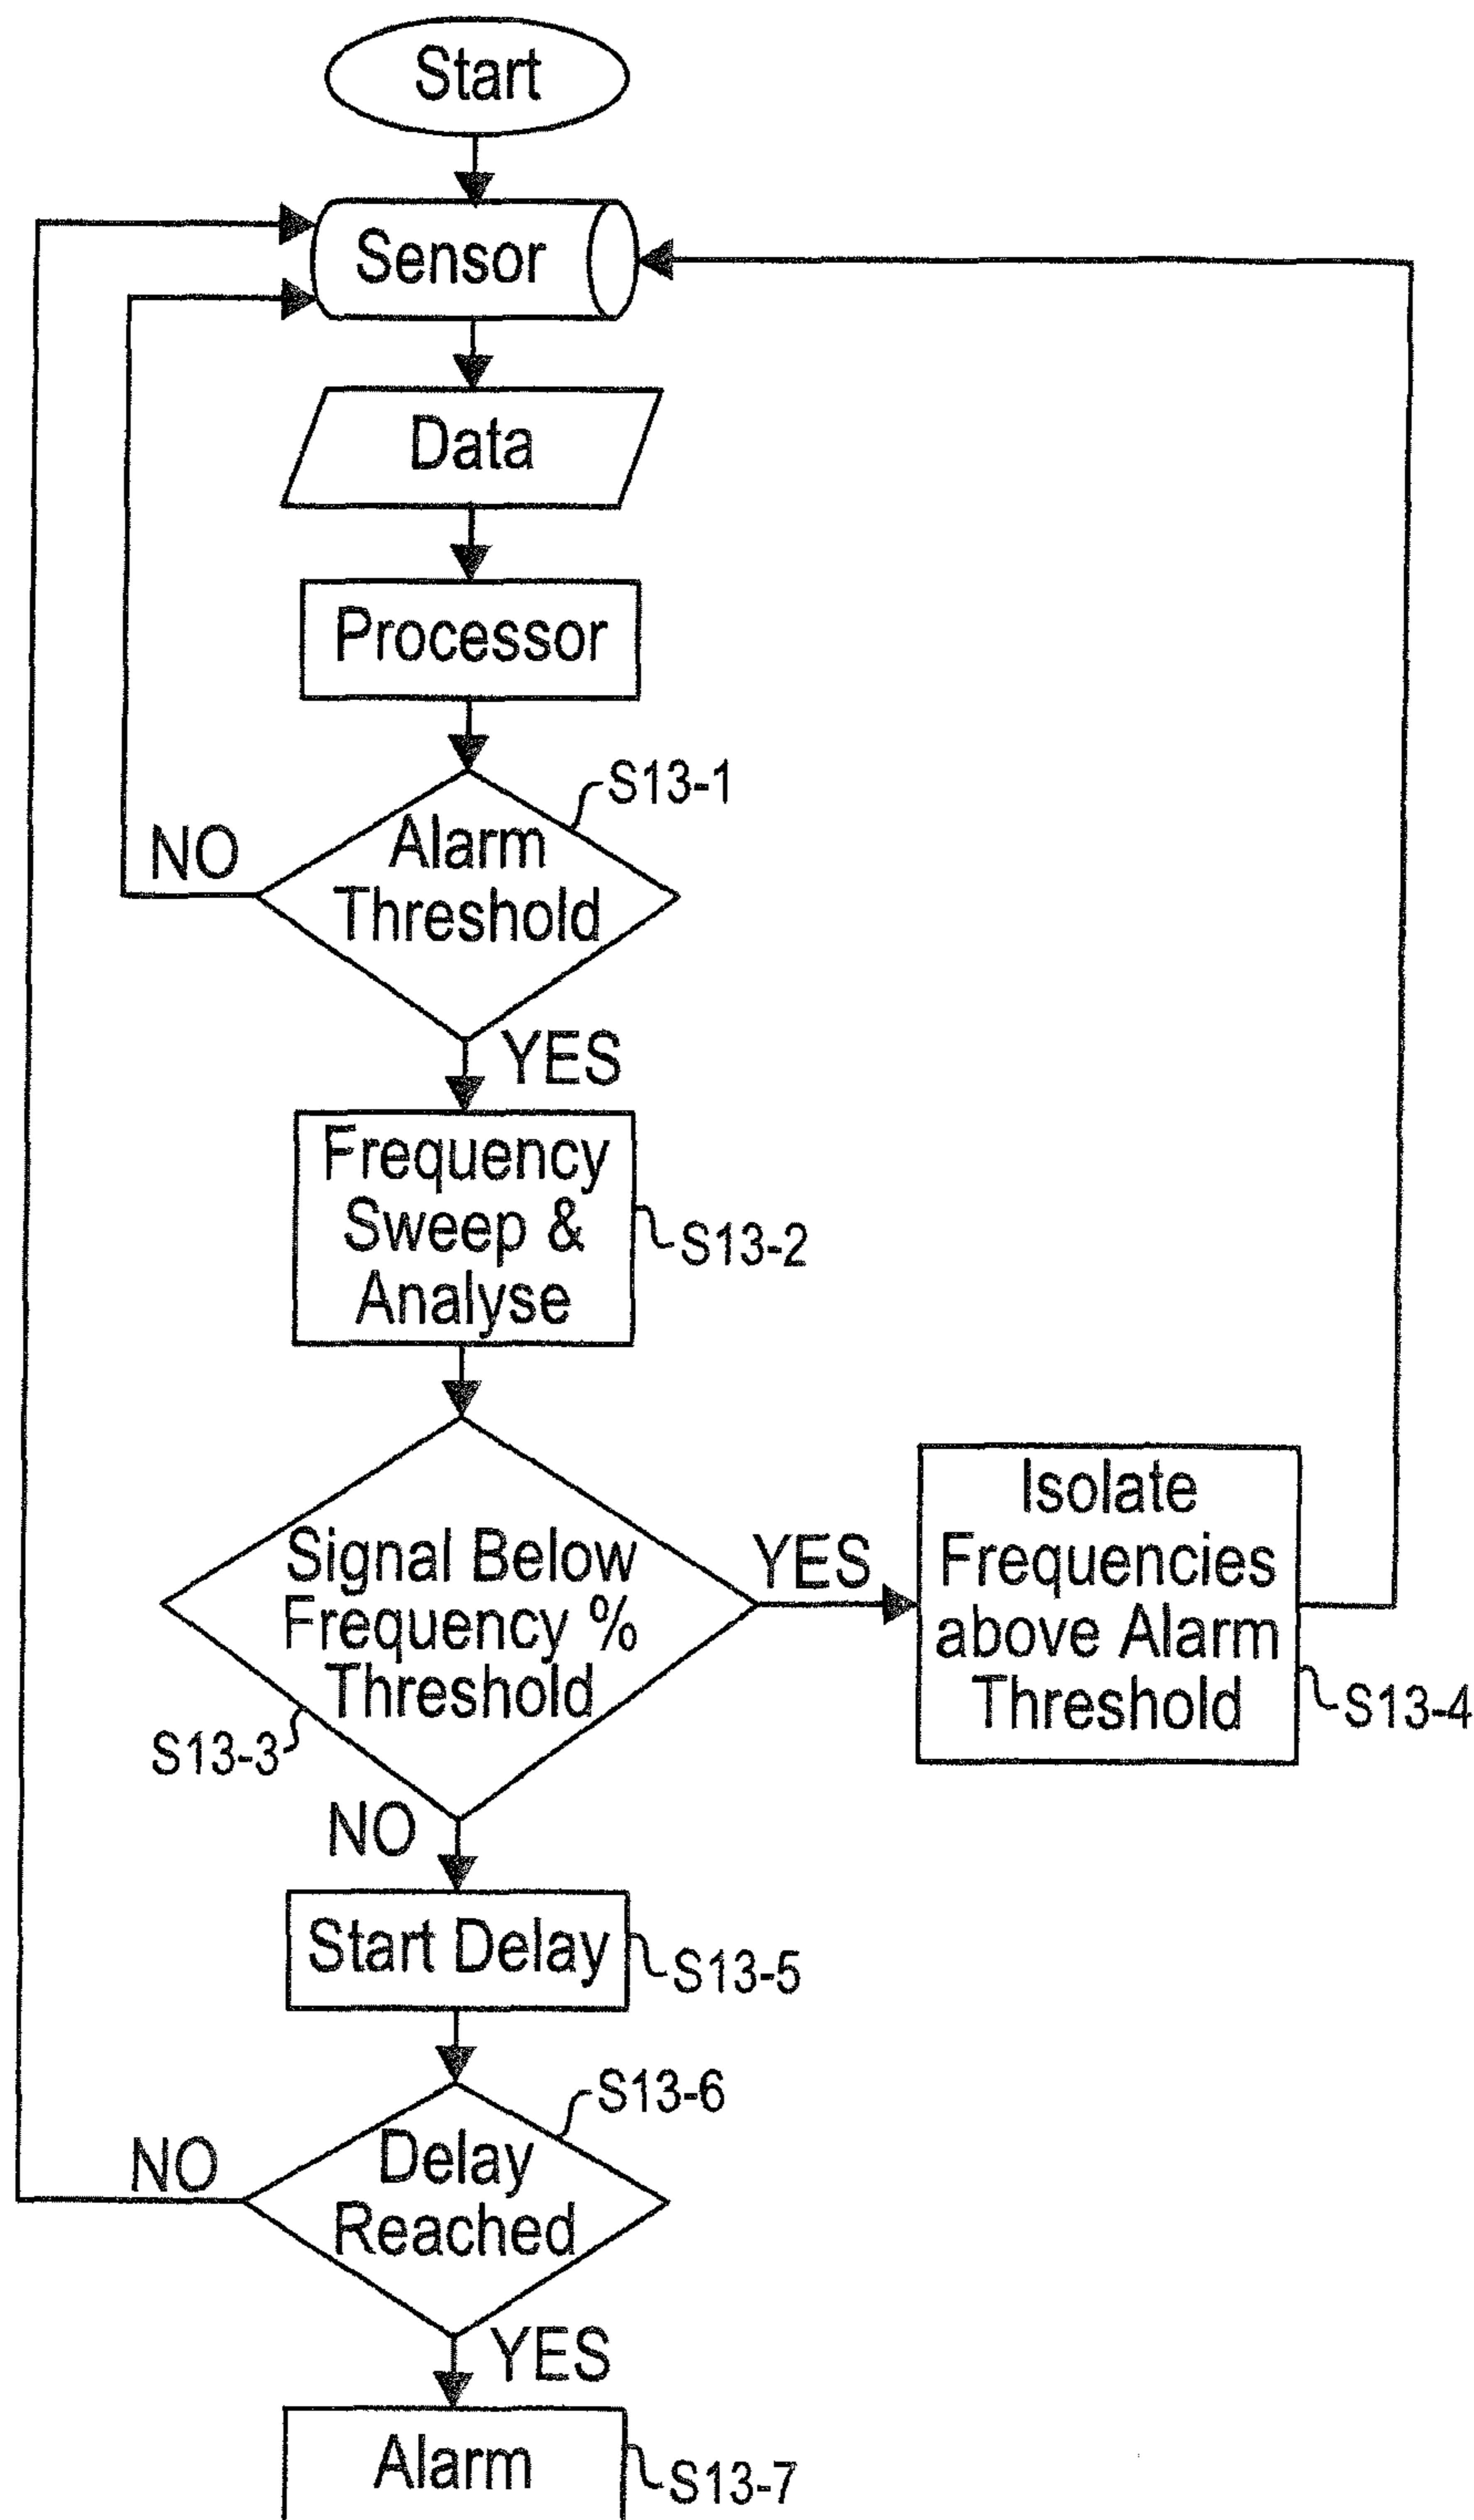 Start
Sensor
Data
Processor
S13-1
Alarm
Threshold
NO
YES
Frequency
Sweep &
Analyse
S13-2
Signal Below
Frequency %
Threshold
S13-3
YES
Isolate
Frequencies
above Alarm
Threshold
S13-4
NO
Start Delay
S13-5
S13-6
Delay
Reached
NO
YES
Alarm
S13-7